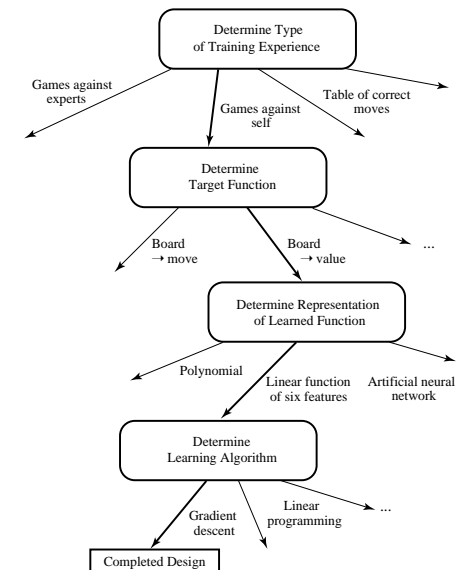 Determine Type
of Training Experience
Games against
experts
Games against
self
Table of correct
moves
Determine
Target Function
Board
→ move
Board
→ value
...
Determine Representation
of Learned Function
Polynomial
Linear function
of six features
Artificial neural
network
Determine
Learning Algorithm
Gradient
descent
Linear
programming
...
Completed Design